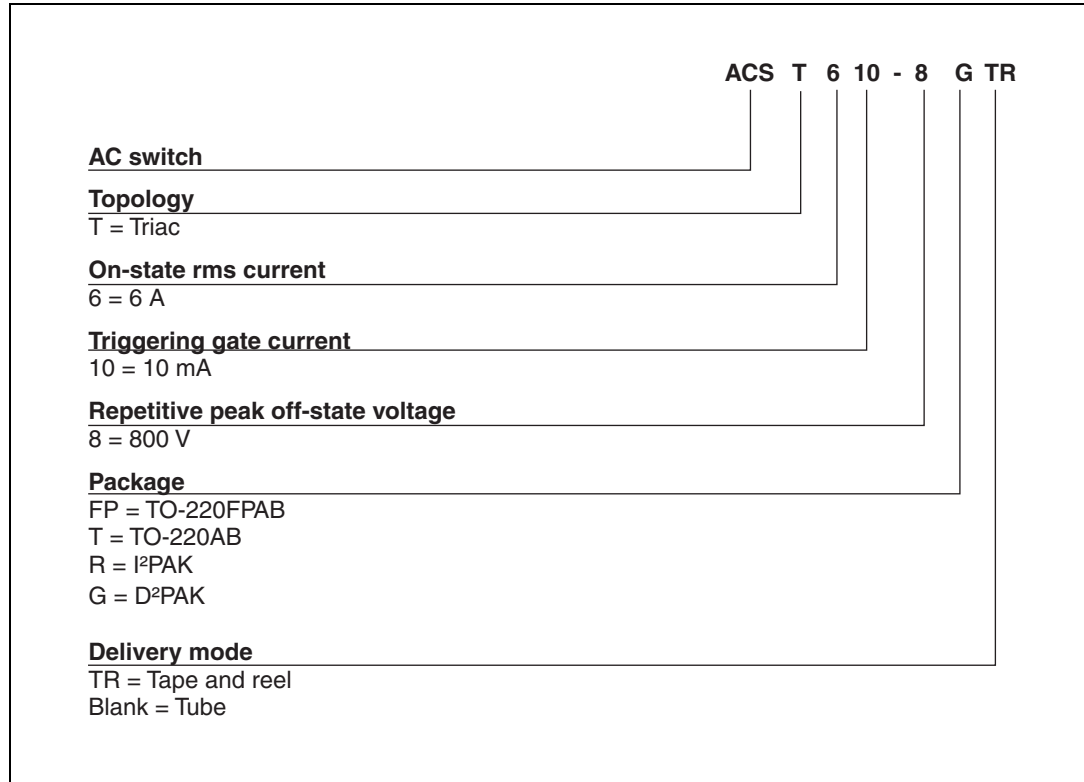 ACS T 6 10 - 8 G TR
AC switch
Topology
T = Triac
On-state rms current
6 = 6 A
Triggering gate current
10 = 10 mA
Repetitive peak off-state voltage
8 = 800 V
Package
FP = TO-220FPAB
T = TO-220AB
R = I²PAK
G = D²PAK
Delivery mode
TR = Tape and reel
Blank = Tube